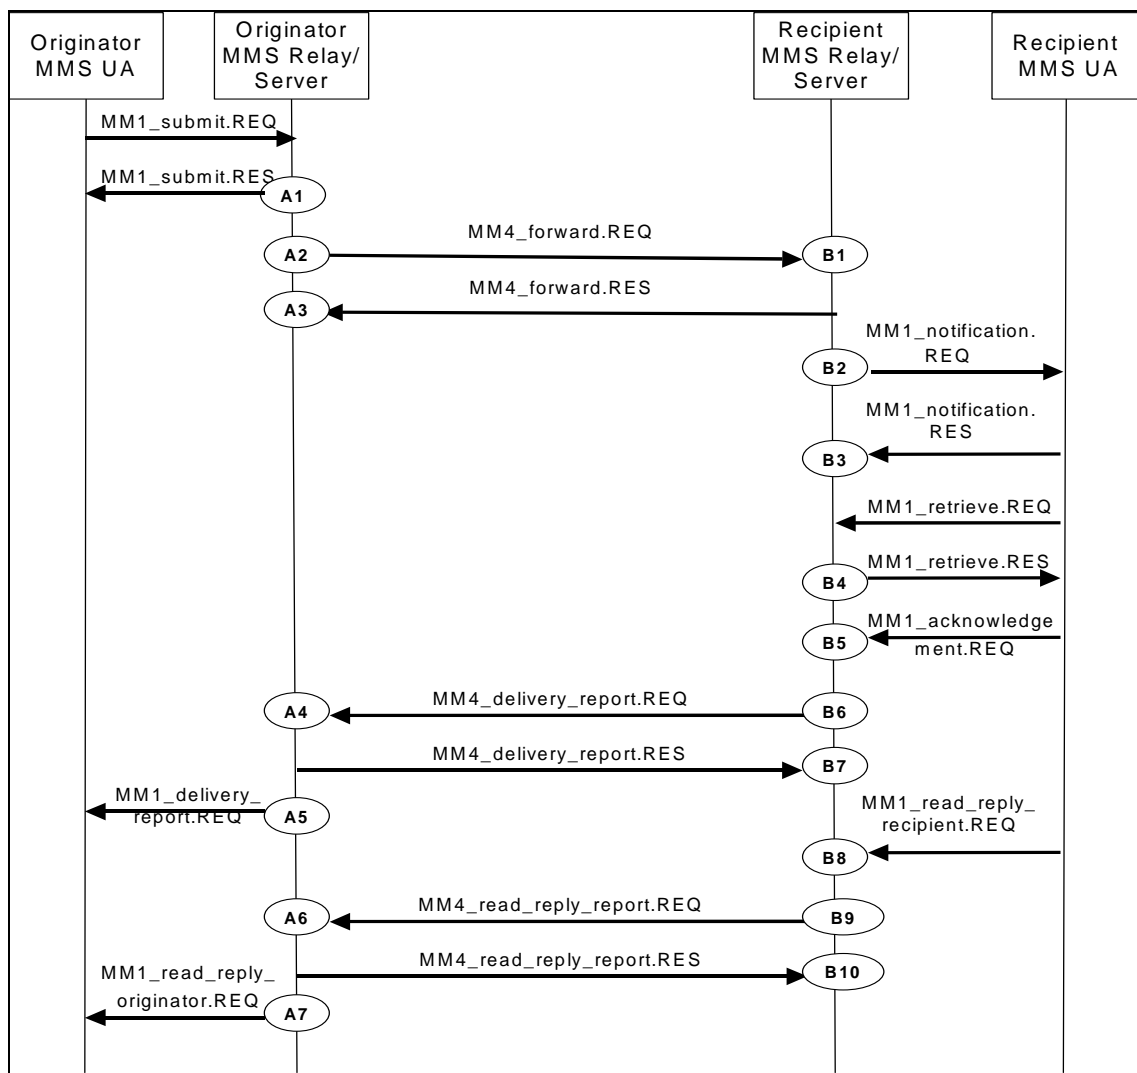 Originator
MMS UA
Originator
MMS Relay/
Server
Recipient
MMS Relay/
Server
Recipient
MMS UA
MM1_submit.REQ
MM1_submit.RES
A1
MM4_forward.REQ
A2
B1
MM4_forward.RES
A3
MM1_notification.
REQ
B2
MM1_notification.
RES
B3
MM1_retrieve.REQ
MM1_retrieve.RES
B4
MM1_acknowledge
ment.REQ
B5
MM4_delivery_report.REQ
A4
B6
MM4_delivery_report.RES
B7
MM1_delivery_
report.REQ
A5
MM1_read_reply_
recipient.REQ
B8
MM4_read_reply_report.REQ
A6
B9
MM4_read_reply_report.RES
B10
MM1_read_reply_
originator.REQ
A7